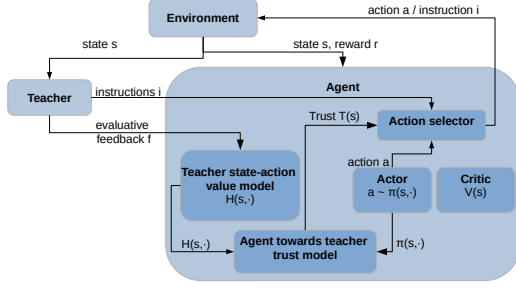 Environment
action a / instruction i
state s
state s, reward r
Teacher
instructions i
Agent
Trust T(s)
Action selector
evaluative
feedback f
action a
Teacher state-action
value model
H(s,·)
Actor
a ~ π(s,·)
Critic
V(s)
H(s,·)
Agent towards teacher
trust model
π(s,·)